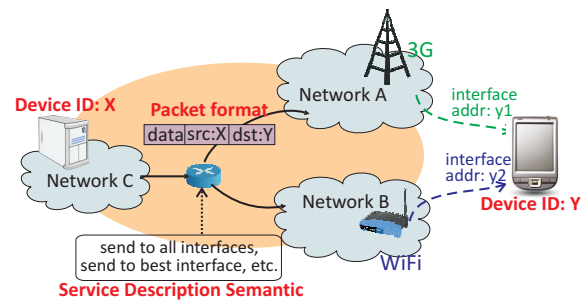 3G
Network A
Device ID: X
Packet format
data src:X dst:Y
interface
addr: y1
Network C
interface
addr: y2
Network B
Device ID: Y
WiFi
send to all interfaces,
send to best interface, etc.
Service Description Semantic